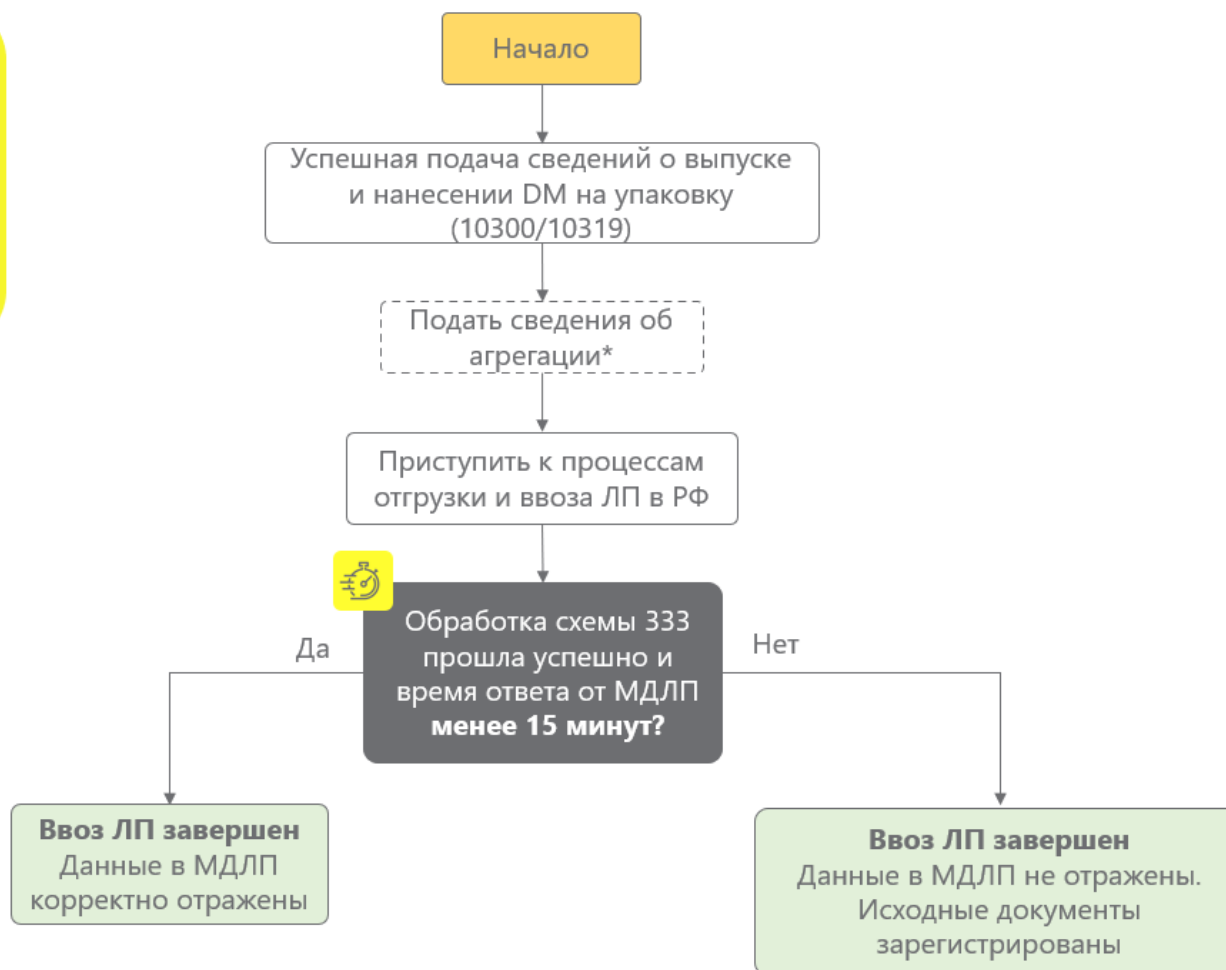 Начало
Успешная подача сведений о выпуске
и нанесении DM на упаковку
(10300/10319)
Подать сведения об
агрегации*
Приступить к процессам
отгрузки и ввоза ЛП в РФ
Обработка схемы 333
прошла успешно и
время ответа от МДЛП
менее 15 минут?
Да
Нет
Ввоз ЛП завершен
Данные в МДЛП
корректно отражены
Ввоз ЛП завершен
Данные в МДЛП не отражены.
Исходные документы
зарегистрированы